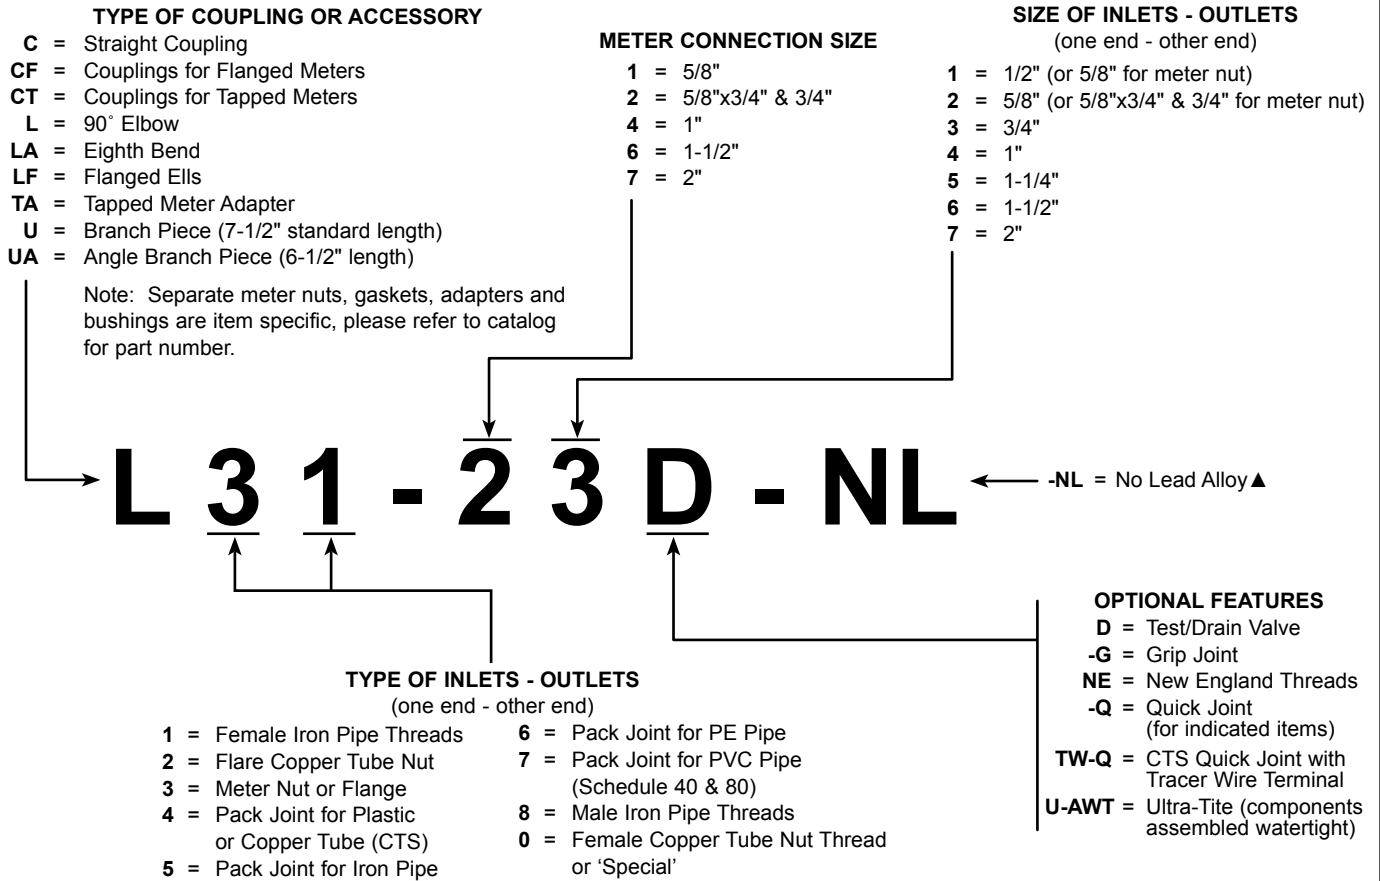 TYPE OF COUPLING OR ACCESSORY
C = Straight Coupling
CF = Couplings for Flanged Meters
CT = Couplings for Tapped Meters
L = 90˚ Elbow
LA = Eighth Bend
LF = Flanged Ells
TA = Tapped Meter Adapter
U = Branch Piece (7-1/2" standard length)
UA = Angle Branch Piece (6-1/2" length)
Note: Separate meter nuts, gaskets, adapters and
bushings are item specific, please refer to catalog
for part number.
METER CONNECTION SIZE
1 = 5/8"
2 = 5/8"x3/4" & 3/4"
4 = 1"
6 = 1-1/2"
7 = 2"
SIZE OF INLETS - OUTLETS
(one end - other end)
1 = 1/2" (or 5/8" for meter nut)
2 = 5/8" (or 5/8"x3/4" & 3/4" for meter nut)
3 = 3/4"
4 = 1"
5 = 1-1/4"
6 = 1-1/2"
7 = 2"
L 3 1 - 2 3 D - NL
-NL = No Lead Alloy▲
TYPE OF INLETS - OUTLETS
(one end - other end)
1 = Female Iron Pipe Threads
2 = Flare Copper Tube Nut
3 = Meter Nut or Flange
4 = Pack Joint for Plastic
or Copper Tube (CTS)
5 = Pack Joint for Iron Pipe
6 = Pack Joint for PE Pipe
7 = Pack Joint for PVC Pipe
(Schedule 40 & 80)
8 = Male Iron Pipe Threads
0 = Female Copper Tube Nut Thread
or ‘Special’
OPTIONAL FEATURES
D = Test/Drain Valve
-G = Grip Joint
NE = New England Threads
-Q = Quick Joint
(for indicated items)
TW-Q = CTS Quick Joint with
Tracer Wire Terminal
U-AWT = Ultra-Tite (components
assembled watertight)